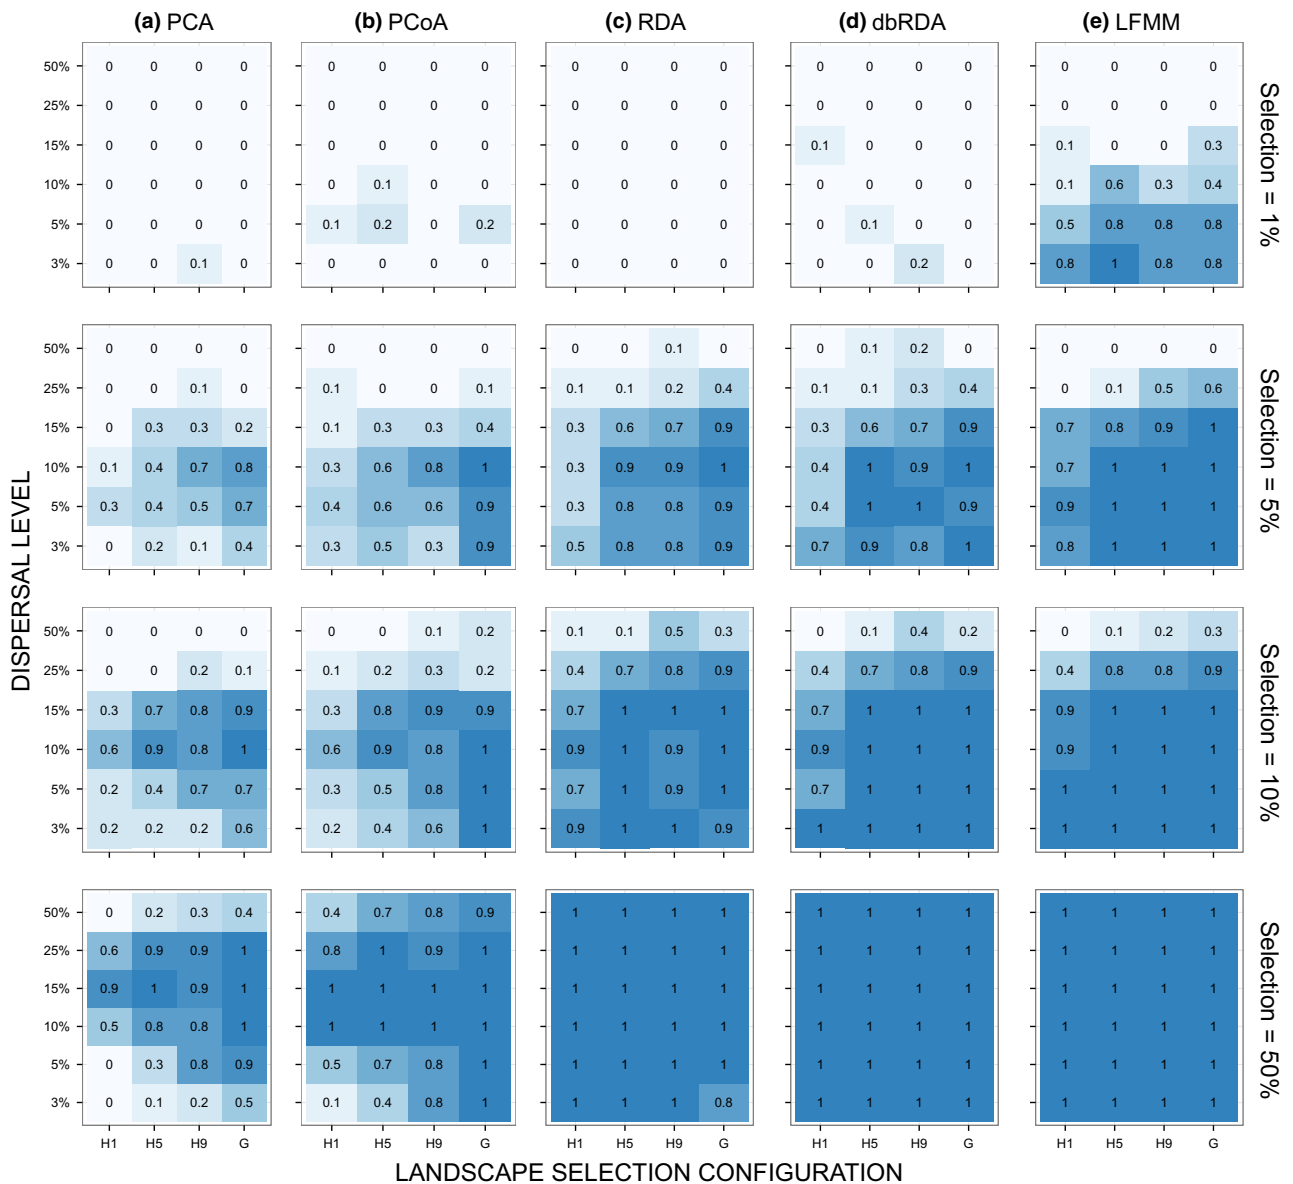 (a) PCA (b) PCoA (c) RDA (d) dbRDA (e) LFMM
50% 0 0 0 0 0 0 0 0 0 0 0 0 0 0 0 0 0 0 0 0
25% 0 0 0 0 0 0 0 0 0 0 0 0 0 0 0 0 0 0 0 0
15% 0 0 0 0 0 0 0 0 0 0 0 0 0.1 0 0 0 0.1 0 0 0.3
10% 0 0 0 0 0 0.1 0 0 0 0 0 0 0 0 0 0 0.1 0.6 0.3 0.4
5% 0 0 0 0 0.1 0.2 0 0.2 0 0 0 0 0 0.1 0 0 0.5 0.8 0.8 0.8
3% 0 0 0.1 0 0 0 0 0 0 0 0 0 0 0 0.2 0 0.8 1 0.8 0.8
Selection = 1%
50% 0 0 0 0 0 0 0 0 0 0 0.1 0 0 0.1 0.2 0 0 0 0 0
25% 0 0 0.1 0 0.1 0 0 0.1 0.1 0.1 0.2 0.4 0.1 0.1 0.3 0.4 0 0.1 0.5 0.6
15% 0 0.3 0.3 0.2 0.1 0.3 0.3 0.4 0.3 0.6 0.7 0.9 0.3 0.6 0.7 0.9 0.7 0.8 0.9 1
10% 0.1 0.4 0.7 0.8 0.3 0.6 0.8 1 0.3 0.9 0.9 1 0.4 1 0.9 1 0.7 1 1 1
5% 0.3 0.4 0.5 0.7 0.4 0.6 0.6 0.9 0.3 0.8 0.8 0.9 0.4 1 1 0.9 0.9 1 1 1
3% 0 0.2 0.1 0.4 0.3 0.5 0.3 0.9 0.5 0.8 0.8 0.9 0.7 0.9 0.8 1 0.8 1 1 1
Selection = 5%
DISPERSAL LEVEL
50% 0 0 0 0 0 0 0.1 0.2 0.1 0.1 0.5 0.3 0 0.1 0.4 0.2 0 0.1 0.2 0.3
25% 0 0 0.2 0.1 0.1 0.2 0.3 0.2 0.4 0.7 0.8 0.9 0.4 0.7 0.8 0.9 0.4 0.8 0.8 0.9
15% 0.3 0.7 0.8 0.9 0.3 0.8 0.9 0.9 0.7 1 1 1 0.7 1 1 1 0.9 1 1 1
10% 0.6 0.9 0.8 1 0.6 0.9 0.8 1 0.9 1 0.9 1 0.9 1 1 1 0.9 1 1 1
5% 0.2 0.4 0.7 0.7 0.3 0.5 0.8 1 0.7 1 0.9 1 0.7 1 1 1 1 1 1 1
3% 0.2 0.2 0.2 0.6 0.2 0.4 0.6 1 0.9 1 1 0.9 1 1 1 1 1 1 1 1
Selection = 10%
50% 0 0.2 0.3 0.4 0.4 0.7 0.8 0.9 1 1 1 1 1 1 1 1 1 1 1 1
25% 0.6 0.9 0.9 1 0.8 1 0.9 1 1 1 1 1 1 1 1 1 1 1 1 1
15% 0.9 1 0.9 1 1 1 1 1 1 1 1 1 1 1 1 1 1 1 1 1
10% 0.5 0.8 0.8 1 1 1 1 1 1 1 1 1 1 1 1 1 1 1 1 1
5% 0 0.3 0.8 0.9 0.5 0.7 0.8 1 1 1 1 1 1 1 1 1 1 1 1 1
3% 0 0.1 0.2 0.5 0.1 0.4 0.8 1 1 1 1 0.8 1 1 1 1 1 1 1 1
Selection = 50%
H1 H5 H9 G H1 H5 H9 G H1 H5 H9 G H1 H5 H9 G H1 H5 H9 G
LANDSCAPE SELECTION CONFIGURATION